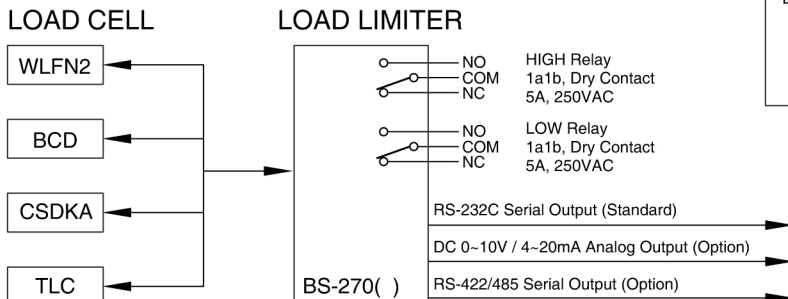 LOAD CELL
LOAD LIMITER
WLFN2
BCD
CSDKA
TLC
NO
COM
NC
HIGH Relay
1a1b, Dry Contact
5A, 250VAC
NO
COM
NC
LOW Relay
1a1b, Dry Contact
5A, 250VAC
RS-232C Serial Output (Standard)
DC 0~10V / 4~20mA Analog Output (Option)
RS-422/485 Serial Output (Option)
BS-270( )